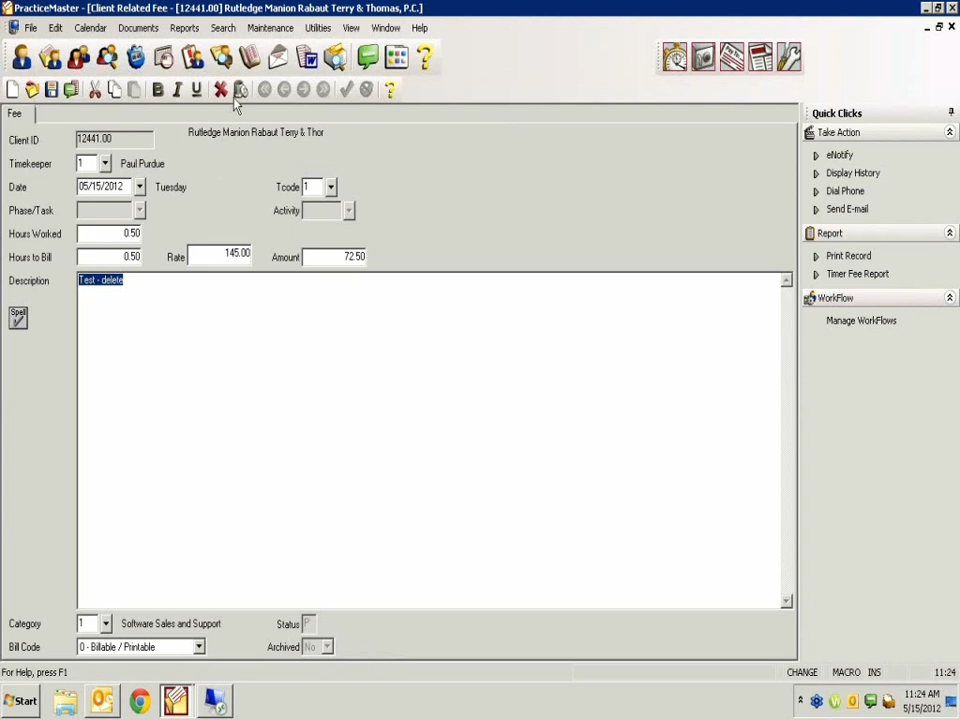 PracticeMaster - [Client Related Fee - [12441.00] Rutledge Manion Rabaut Terry & Thomas, P.C.]
File Edit Calendar Documents Reports Search Maintenance Utilities View Window Help
Fee
Client ID 12441.00 Rutledge Manion Rabaut Terry & Thor
Timekeeper 1 Paul Purdue
Date 05/15/2012 Tuesday Tcode 1
Phase/Task Activity
Hours Worked 0.50
Hours to Bill 0.50 Rate 145.00 Amount 72.50
Description Test - delete
Spell
Category 1 Software Sales and Support Status P
Bill Code 0 - Billable / Printable Archived No
Quick Clicks
Take Action
eNotify
Display History
Dial Phone
Send E-mail
Report
Print Record
Timer Fee Report
WorkFlow
Manage WorkFlows
For Help, press F1 CHANGE MACRO INS 11:24
Start
11:24 AM
5/15/2012